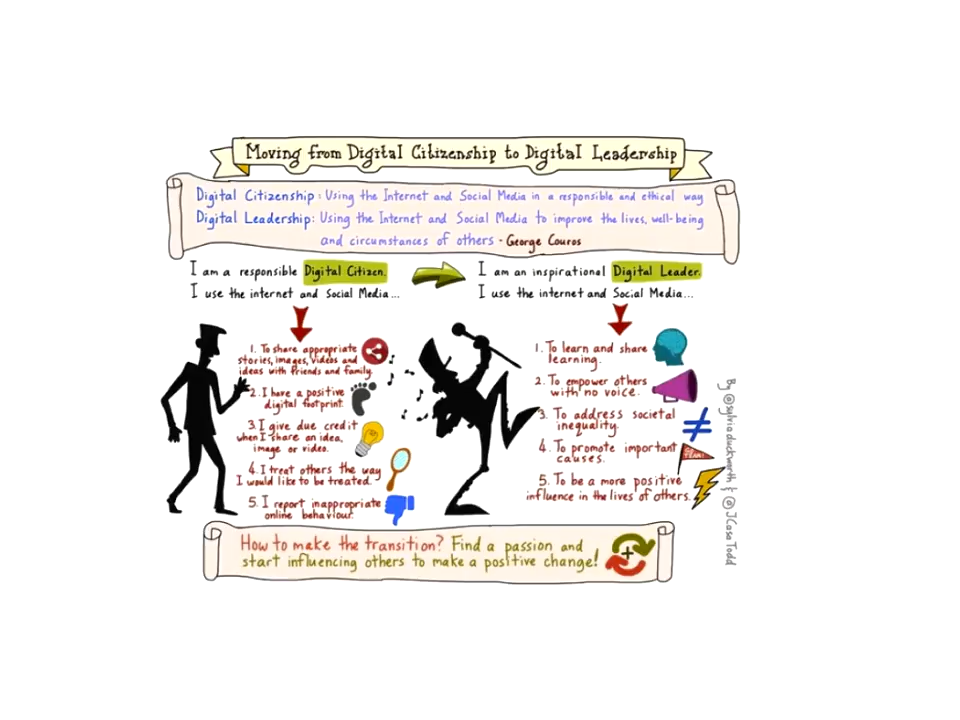 Moving from Digital Citizenship to Digital Leadership
Digital Citizenship: Using the Internet and Social Media in a responsible and ethical way
Digital Leadership: Using the Internet and Social Media to improve the lives, well-being
and circumstances of others - George Couros
I am a responsible Digital Citizen.
I use the internet and Social Media...
1. To share appropriate
stories, images, videos and
ideas with friends and family.
2. I have a positive
digital footprint.
3. I give due credit
when I share an idea,
image or video.
4. I treat others the way
I would like to be treated.
5. I report inappropriate
online behaviour.
I am an inspirational Digital Leader.
I use the internet and Social Media...
1. To learn and share
learning.
2. To empower others
with no voice.
3. To address societal
inequality.
4. To promote important
causes.
TEAM!
5. To be a more positive
influence in the lives of others.
How to make the transition? Find a passion and
start influencing others to make a positive change!
By @sylviaduckworth & @JCasaTodd